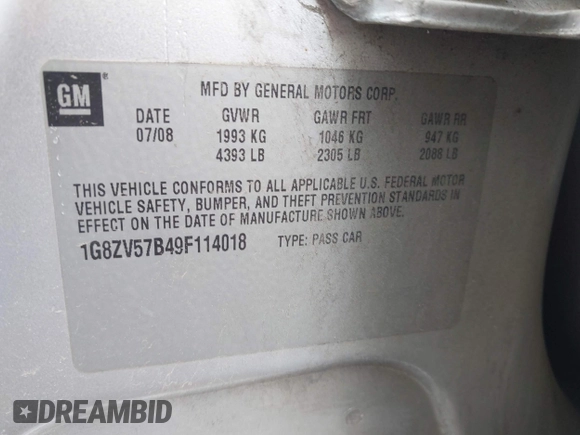 GM
MFD BY GENERAL MOTORS CORP.
DATE GVWR GAWR FRT GAWR RR
07/08 1993 KG 1046 KG 947 KG
4393 LB 2305 LB 2088 LB
THIS VEHICLE CONFORMS TO ALL APPLICABLE U.S. FEDERAL MOTOR
VEHICLE SAFETY, BUMPER, AND THEFT PREVENTION STANDARDS IN
EFFECT ON THE DATE OF MANUFACTURE SHOWN ABOVE.
1G8ZV57B49F114018 TYPE: PASS CAR
DREAMBID